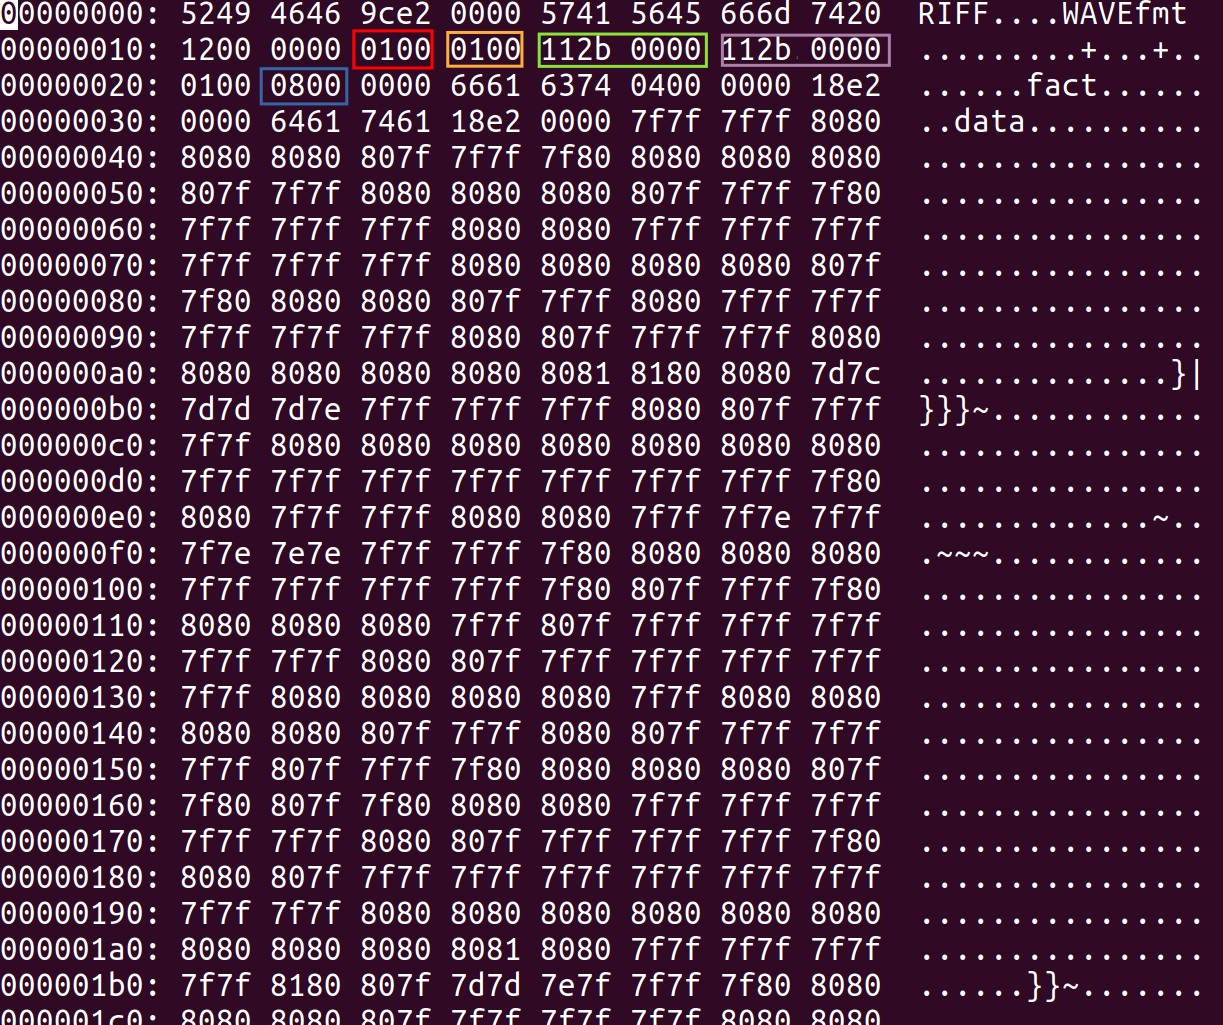 00000000: 5249 4646 9ce2 0000 5741 5645 666d 7420  RIFF....WAVEfmt
00000010: 1200 0000 0100 0100 112b 0000 112b 0000  .........+...+..
00000020: 0100 0800 0000 6661 6374 0400 0000 18e2  ......fact......
00000030: 0000 6461 7461 18e2 0000 7f7f 7f7f 8080  ..data..........
00000040: 8080 8080 807f 7f7f 7f80 8080 8080 8080  ................
00000050: 807f 7f7f 8080 8080 8080 807f 7f7f 7f80  ................
00000060: 7f7f 7f7f 7f7f 8080 8080 7f7f 7f7f 7f7f  ................
00000070: 7f7f 7f7f 7f7f 8080 8080 8080 8080 807f  ................
00000080: 7f80 8080 8080 807f 7f7f 8080 7f7f 7f7f  ................
00000090: 7f7f 7f7f 7f7f 8080 807f 7f7f 7f7f 8080  ................
000000a0: 8080 8080 8080 8080 8081 8180 8080 7d7c  ..............}|
000000b0: 7d7d 7d7e 7f7f 7f7f 7f7f 8080 807f 7f7f  }}}~............
000000c0: 7f7f 8080 8080 8080 8080 8080 8080 8080  ................
000000d0: 7f7f 7f7f 7f7f 7f7f 7f7f 7f7f 7f7f 7f80  ................
000000e0: 8080 7f7f 7f7f 8080 8080 7f7f 7f7e 7f7f  .............~..
000000f0: 7f7e 7e7e 7f7f 7f7f 7f80 8080 8080 8080  .~~~............
00000100: 7f7f 7f7f 7f7f 7f7f 7f80 807f 7f7f 7f80  ................
00000110: 8080 8080 8080 7f7f 807f 7f7f 7f7f 7f7f  ................
00000120: 7f7f 7f7f 8080 807f 7f7f 7f7f 7f7f 7f7f  ................
00000130: 7f7f 8080 8080 8080 8080 7f7f 8080 8080  ................
00000140: 8080 8080 807f 7f7f 8080 807f 7f7f 7f7f  ................
00000150: 7f7f 807f 7f7f 7f80 8080 8080 8080 807f  ................
00000160: 7f80 807f 7f80 8080 8080 7f7f 7f7f 7f7f  ................
00000170: 7f7f 7f7f 8080 807f 7f7f 7f7f 7f7f 7f80  ................
00000180: 8080 807f 7f7f 7f7f 7f7f 7f7f 7f7f 7f7f  ................
00000190: 7f7f 7f7f 8080 8080 8080 8080 8080 8080  ................
000001a0: 8080 8080 8080 8081 8080 7f7f 7f7f 7f7f  ................
000001b0: 7f7f 8180 807f 7d7d 7e7f 7f7f 7f80 8080  ......}}~.......
000001c0: 8080 8080 807f 7f7f 7f7f 7f7f 8080 8080  ................